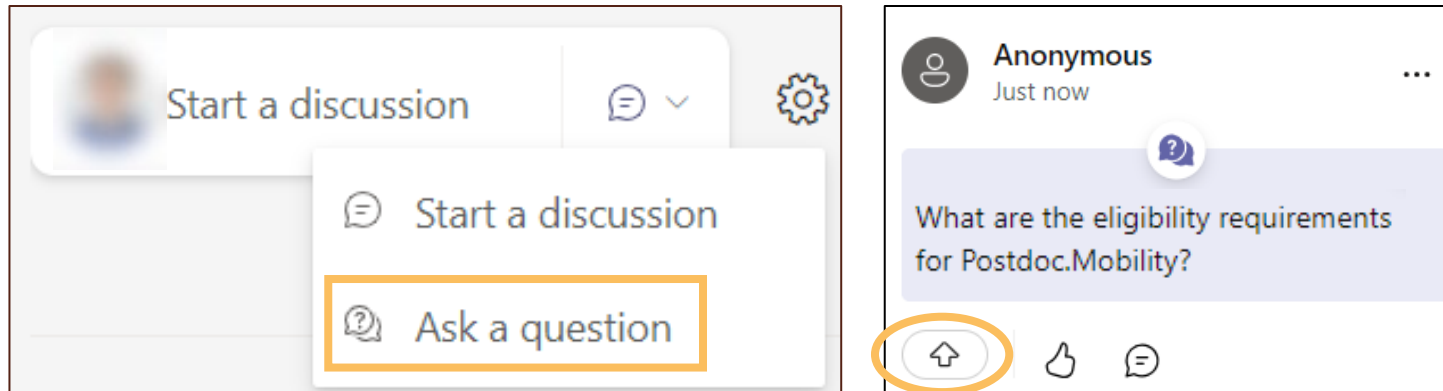 Start a discussion
Start a discussion
Ask a question
Anonymous
Just now
What are the eligibility requirements
for Postdoc.Mobility?